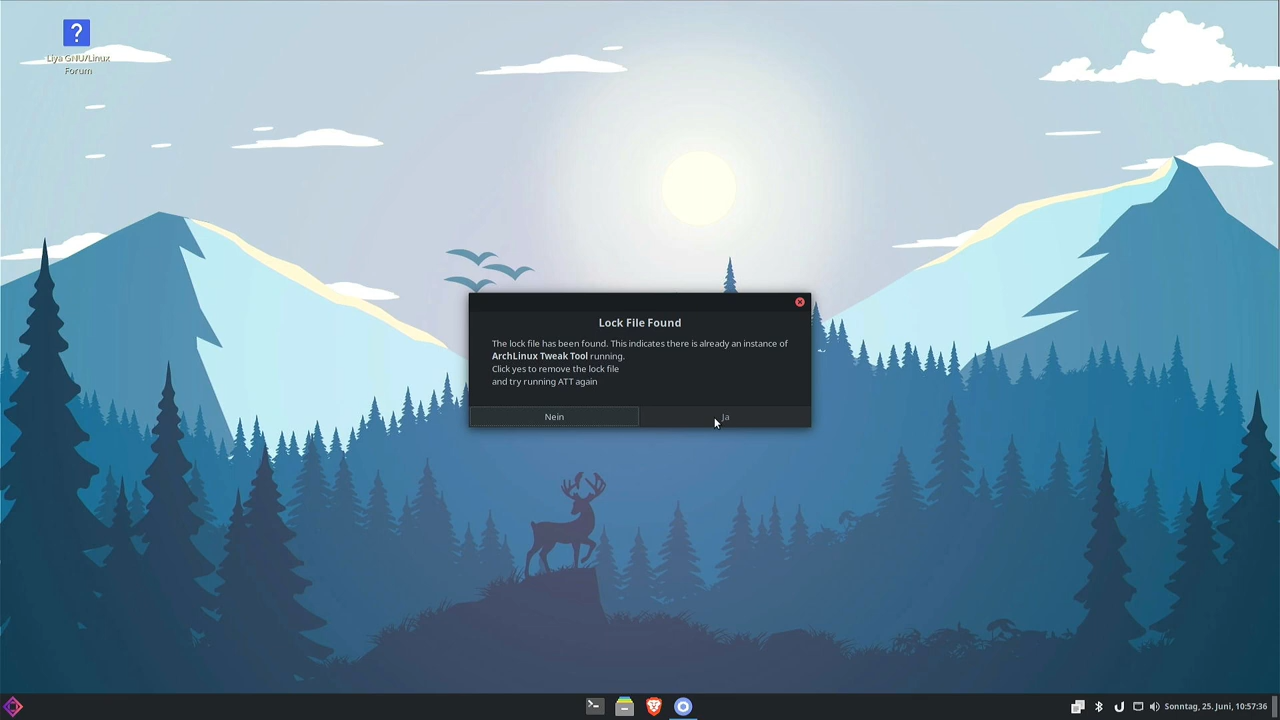 Liya GNU/Linux
Forum
Lock File Found
The lock file has been found. This indicates there is already an instance of
ArchLinux Tweak Tool running.
Click yes to remove the lock file
and try running ATT again
Nein
Ja
Sonntag, 25. Juni, 10:57:36